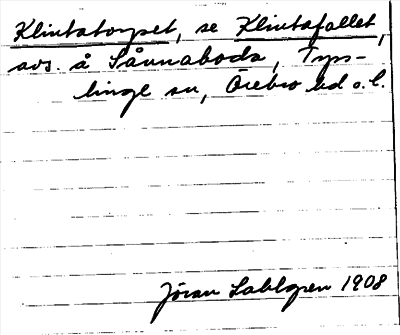 Klintatorpet, se Klintafallet,
avs. å Sånnaboda, Tyss-
linge sn, Örebro hd o. l.
Jöran Sahlgren 1908